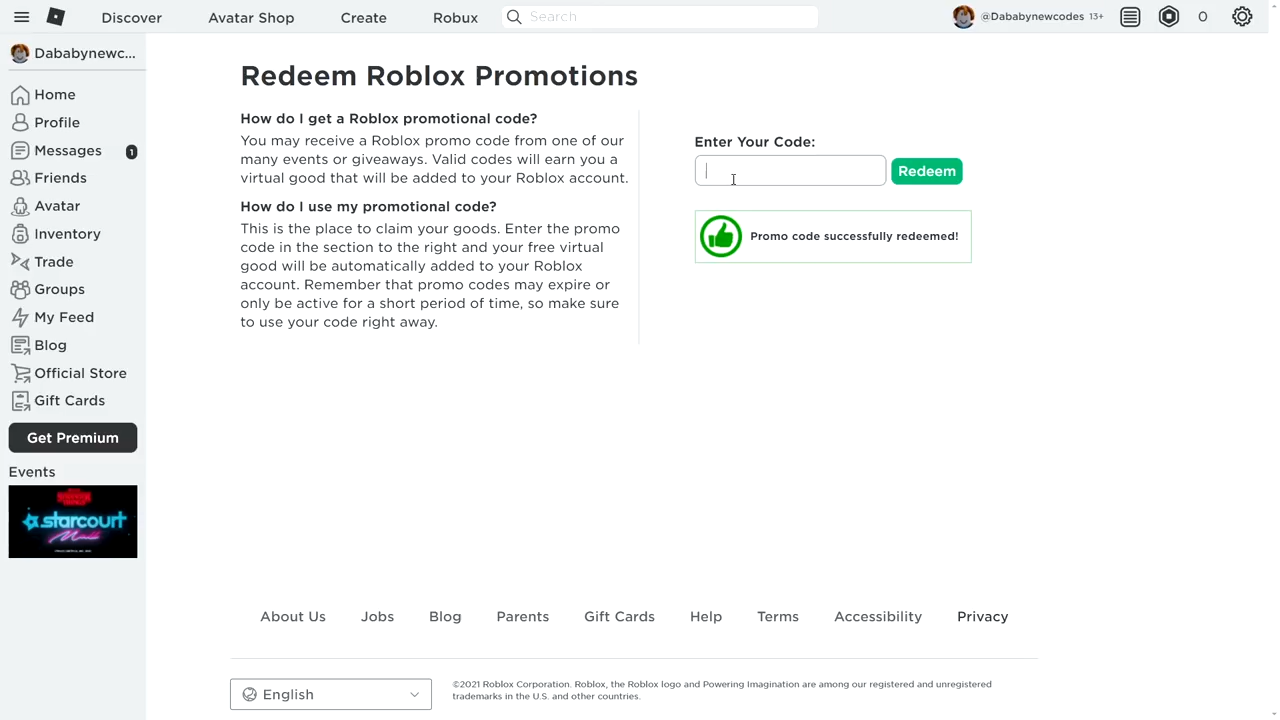 Discover
Avatar Shop
Create
Robux
Search
@Dababynewcodes 13+
0
Dababynewc...
Home
Profile
Messages 1
Friends
Avatar
Inventory
Trade
Groups
My Feed
Blog
Official Store
Gift Cards
Get Premium
Events
starcourt
Redeem Roblox Promotions
How do I get a Roblox promotional code?
You may receive a Roblox promo code from one of our
many events or giveaways. Valid codes will earn you a
virtual good that will be added to your Roblox account.
How do I use my promotional code?
This is the place to claim your goods. Enter the promo
code in the section to the right and your free virtual
good will be automatically added to your Roblox
account. Remember that promo codes may expire or
only be active for a short period of time, so make sure
to use your code right away.
Enter Your Code:
Redeem
Promo code successfully redeemed!
About Us
Jobs
Blog
Parents
Gift Cards
Help
Terms
Accessibility
Privacy
English
©2021 Roblox Corporation. Roblox, the Roblox logo and Powering Imagination are among our registered and unregistered
trademarks in the U.S. and other countries.